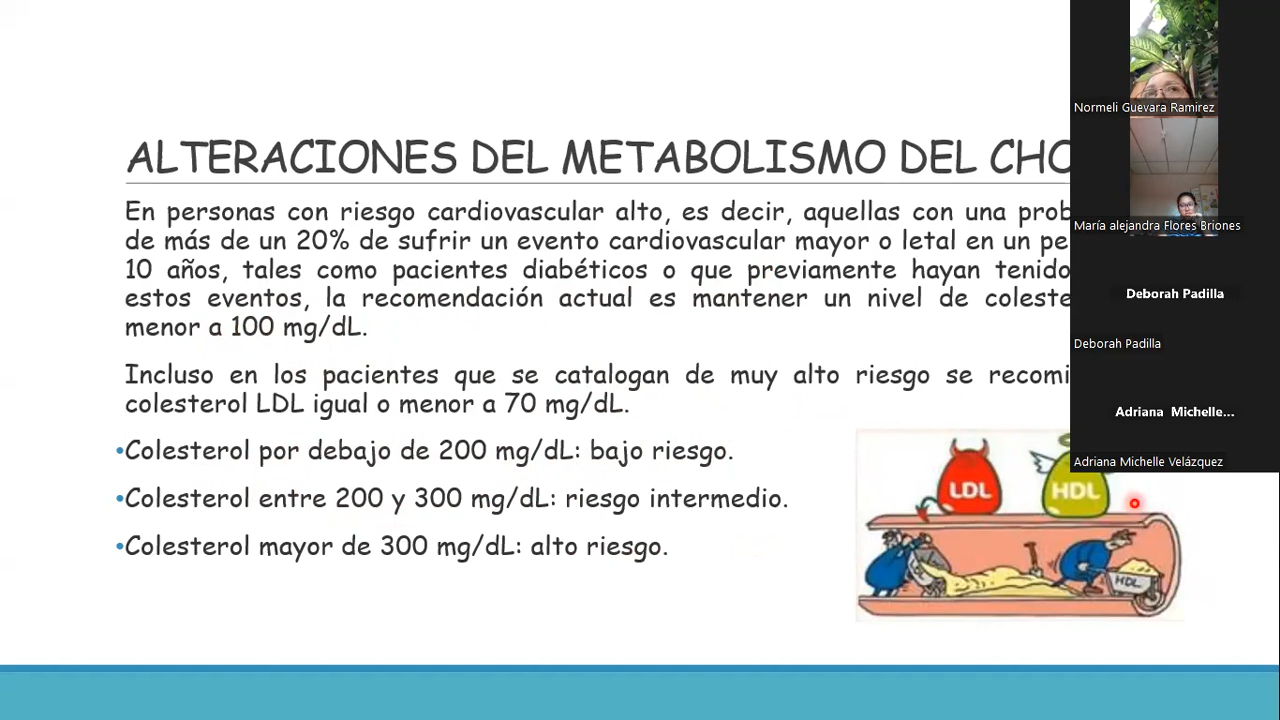 ALTERACIONES DEL METABOLISMO DEL CHO
En personas con riesgo cardiovascular alto, es decir, aquellas con una prob
de más de un 20% de sufrir un evento cardiovascular mayor o letal en un pe
10 años, tales como pacientes diabéticos o que previamente hayan tenido
estos eventos, la recomendación actual es mantener un nivel de coleste
menor a 100 mg/dL.
Incluso en los pacientes que se catalogan de muy alto riesgo se recomi
colesterol LDL igual o menor a 70 mg/dL.
•Colesterol por debajo de 200 mg/dL: bajo riesgo.
•Colesterol entre 200 y 300 mg/dL: riesgo intermedio.
•Colesterol mayor de 300 mg/dL: alto riesgo.
LDL
HDL
HDL
Normeli Guevara Ramirez
María alejandra Flores Briones
Deborah Padilla
Deborah Padilla
Adriana Michelle...
Adriana Michelle Velázquez